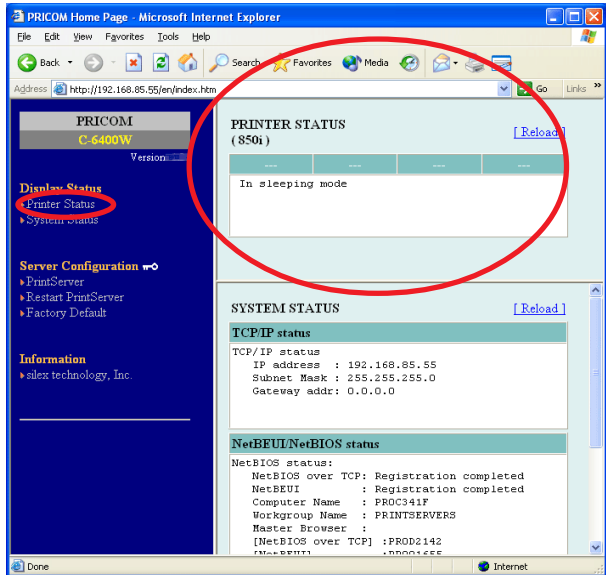 PRICOM Home Page - Microsoft Internet Explorer
File Edit View Favorites Tools Help
Back Search Favorites Media
Address http://192.168.85.55/en/index.htm Go Links »
PRICOM
C-6400W
Version
Display Status
Printer Status
System Status
Server Configuration
PrintServer
Restart PrintServer
Factory Default
Information
silex technology, Inc.
PRINTER STATUS
(850i) [ Reload ]
--- --- --- ---
In sleeping mode
SYSTEM STATUS [ Reload ]
TCP/IP status
TCP/IP status
IP address : 192.168.85.55
Subnet Mask : 255.255.255.0
Gateway addr: 0.0.0.0
NetBEUI/NetBIOS status
NetBIOS status:
NetBIOS over TCP: Registration completed
NetBEUI : Registration completed
Computer Name : PR0C341F
Workgroup Name : PRINTSERVERS
Master Browser :
[NetBIOS over TCP] :PROD2142
Done Internet